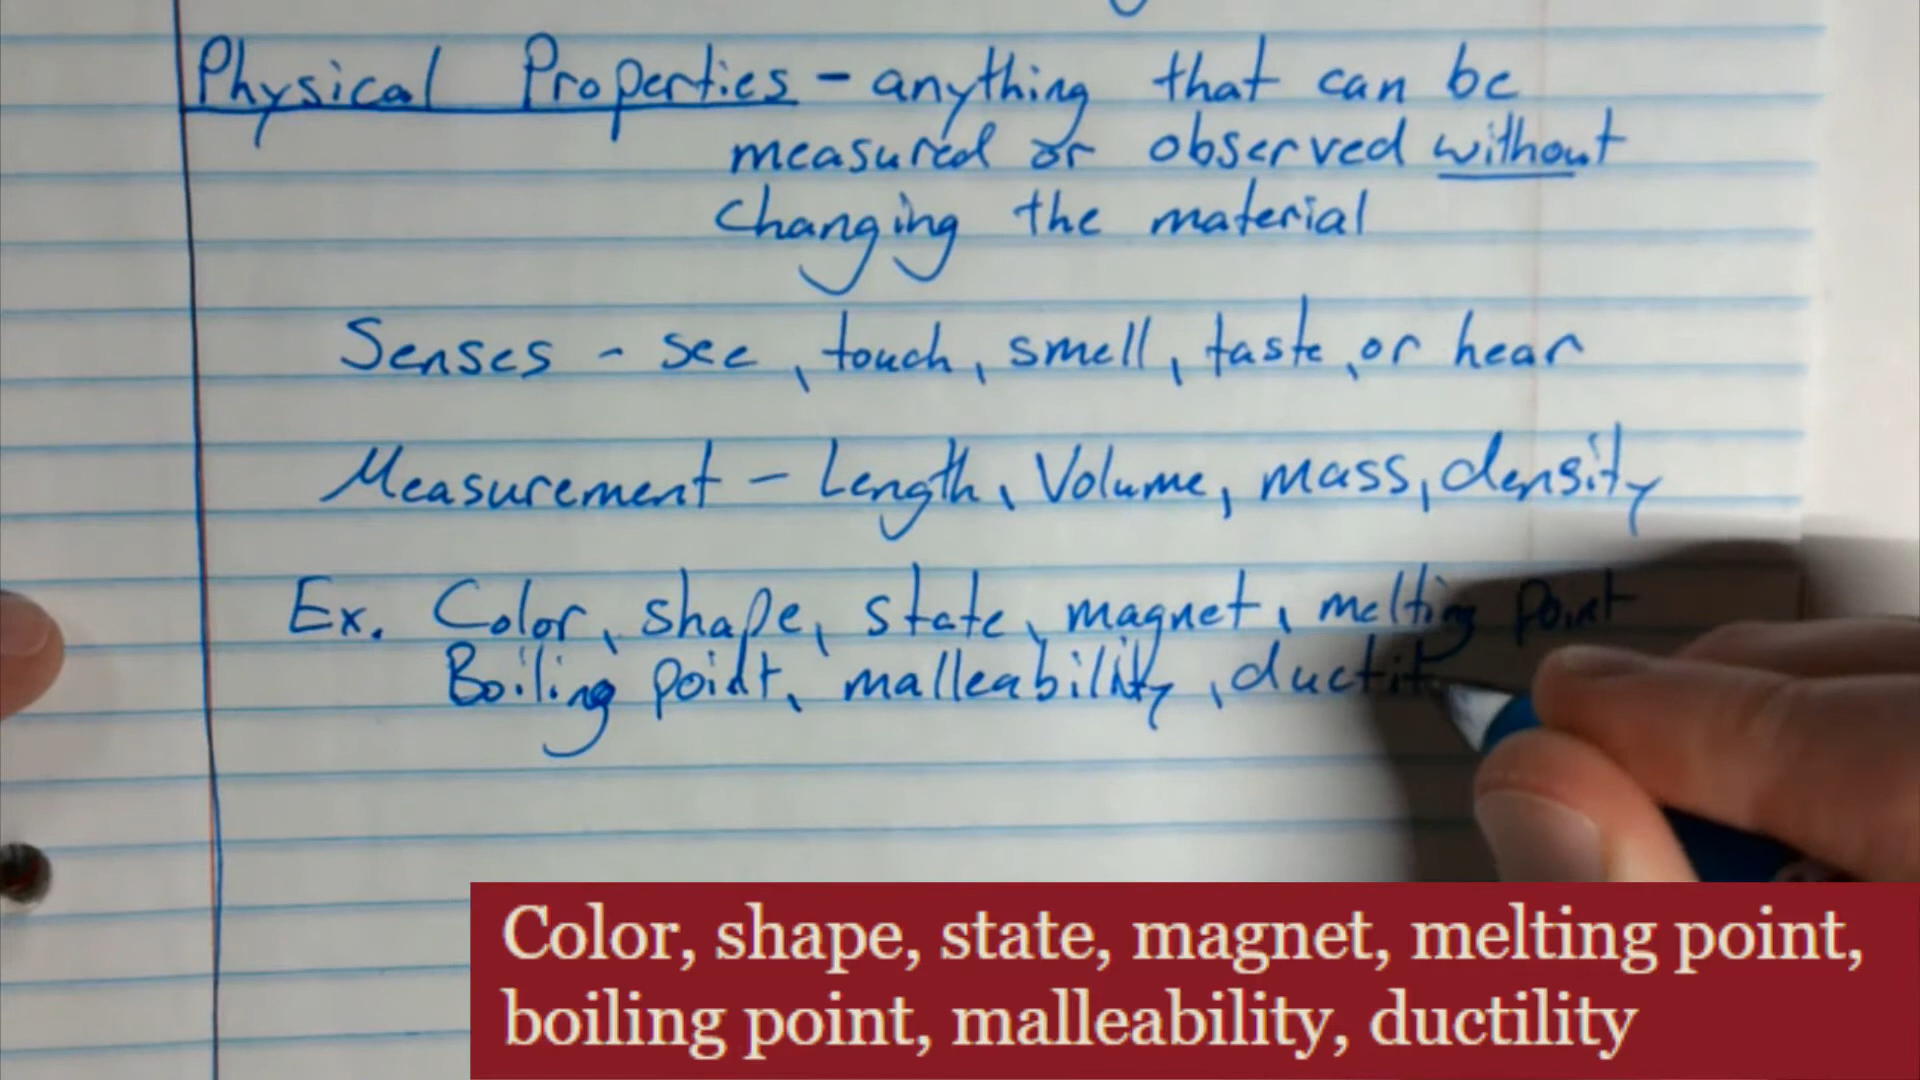 Physical Properties - anything that can be
measured or observed without
changing the material
Senses - see, touch, smell, taste, or hear
Measurement - Length, Volume, mass, density
Ex. Color, shape, state, magnet, melting point
Boiling point, malleability, ductil
Color, shape, state, magnet, melting point,
boiling point, malleability, ductility